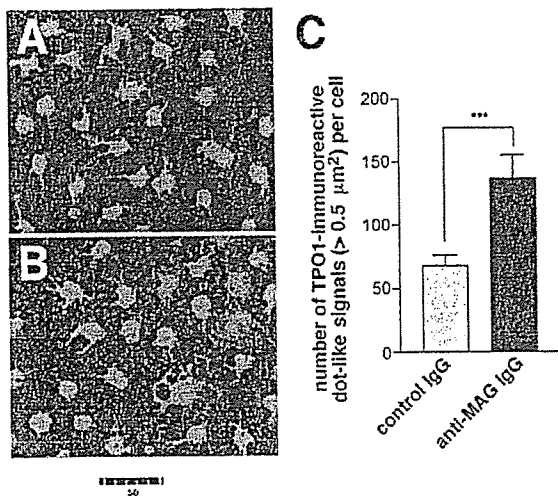 A
B
C
number of TPO1-immunoreactive
dot-like signals (> 0.5 μm²) per cell
200
150
100
50
0
***
control IgG
anti-MAG IgG
50